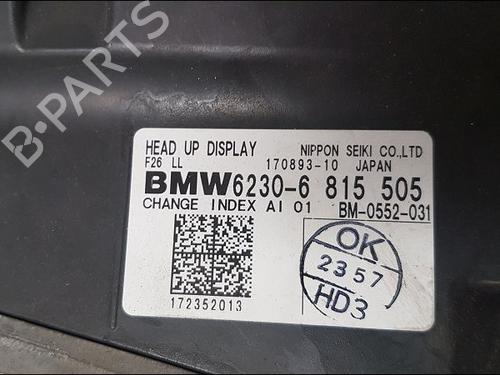 B-PARTS
HEAD UP DISPLAY NIPPON SEIKI CO.,LTD
F26 LL 170893-10 JAPAN
BMW6230-6 815 505
CHANGE INDEX AI 01 BM-0552-031
OK
2357
HD3
172352013